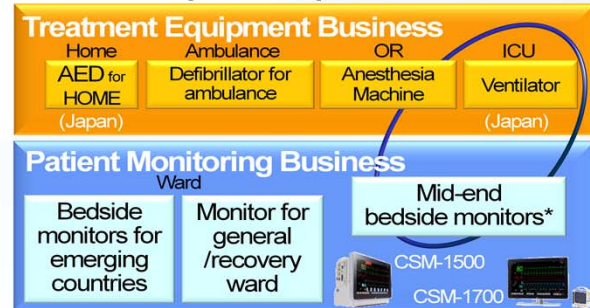 Treatment Equipment Business
Home
Ambulance
OR
ICU
AED for
HOME
Defibrillator for
ambulance
Anesthesia
Machine
Ventilator
(Japan)
(Japan)
Patient Monitoring Business
Ward
Bedside
monitors for
emerging
countries
Monitor for
general
/recovery
ward
Mid-end
bedside monitors*
CSM-1500
CSM-1700